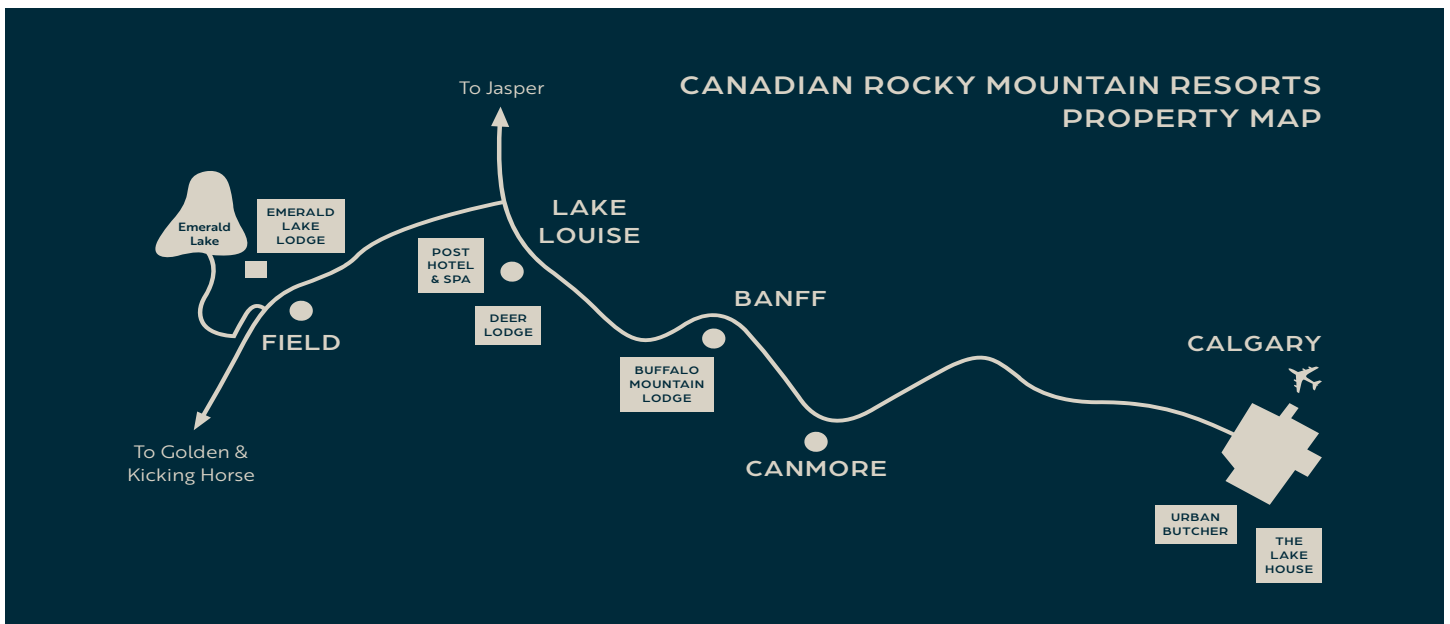 CANADIAN ROCKY MOUNTAIN RESORTS
PROPERTY MAP
To Jasper
LAKE
LOUISE
Emerald
Lake
EMERALD
LAKE
LODGE
POST
HOTEL
& SPA
DEER
LODGE
FIELD
BANFF
BUFFALO
MOUNTAIN
LODGE
CALGARY
To Golden &
Kicking Horse
CANMORE
URBAN
BUTCHER
THE
LAKE
HOUSE